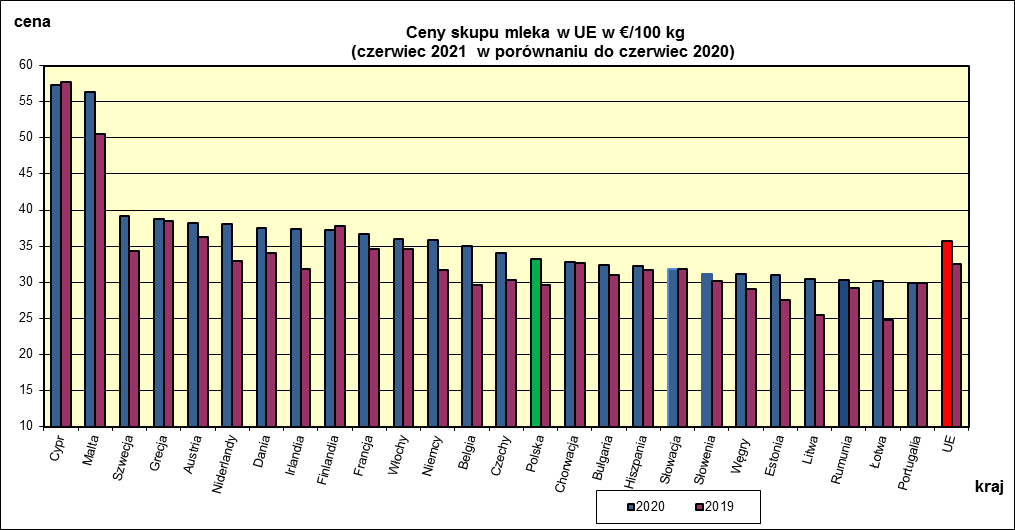 cena
Ceny skupu mleka w UE w €/100 kg
(czerwiec 2021 w porównaniu do czerwiec 2020)
60
55
50
45
40
35
30
25
20
15
10
Cypr
Malta
Szwecja
Grecja
Austria
Niderlandy
Dania
Irlandia
Finlandia
Francja
Włochy
Niemcy
Belgia
Czechy
Polska
Chorwacja
Bułgaria
Hiszpania
Słowacja
Słowenia
Węgry
Estonia
Litwa
Rumunia
Łotwa
Portugalia
UE
kraj
2020 2019